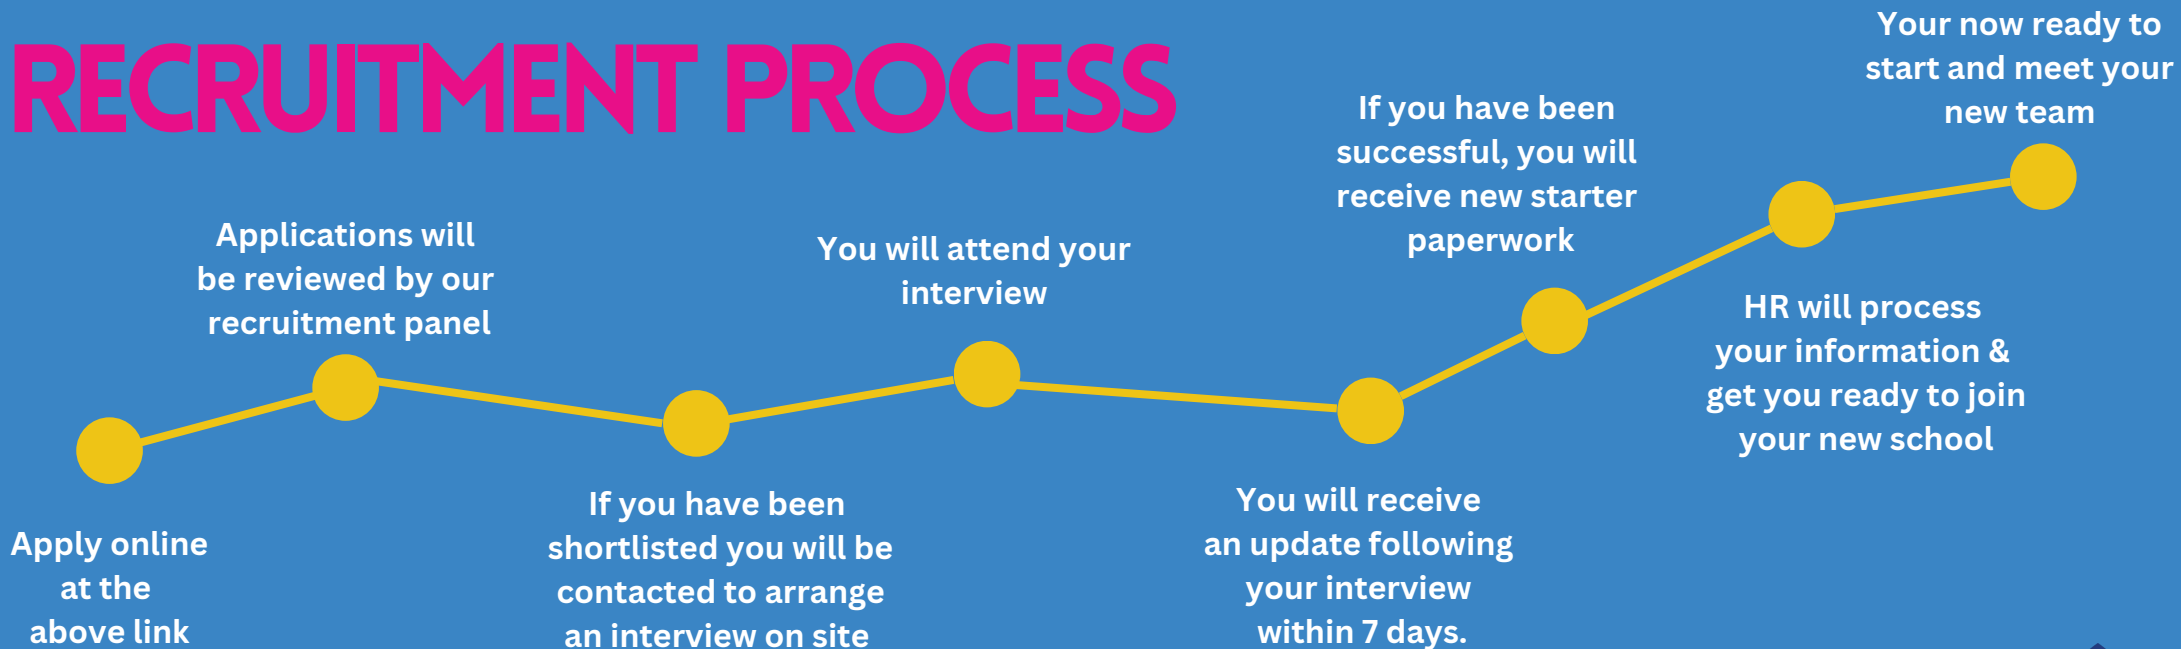 RECRUITMENT PROCESS
Apply online
at the
above link
Applications will
be reviewed by our
recruitment panel
If you have been
shortlisted you will be
contacted to arrange
an interview on site
You will attend your
interview
You will receive
an update following
your interview
within 7 days.
If you have been
successful, you will
receive new starter
paperwork
HR will process
your information &
get you ready to join
your new school
Your now ready to
start and meet your
new team